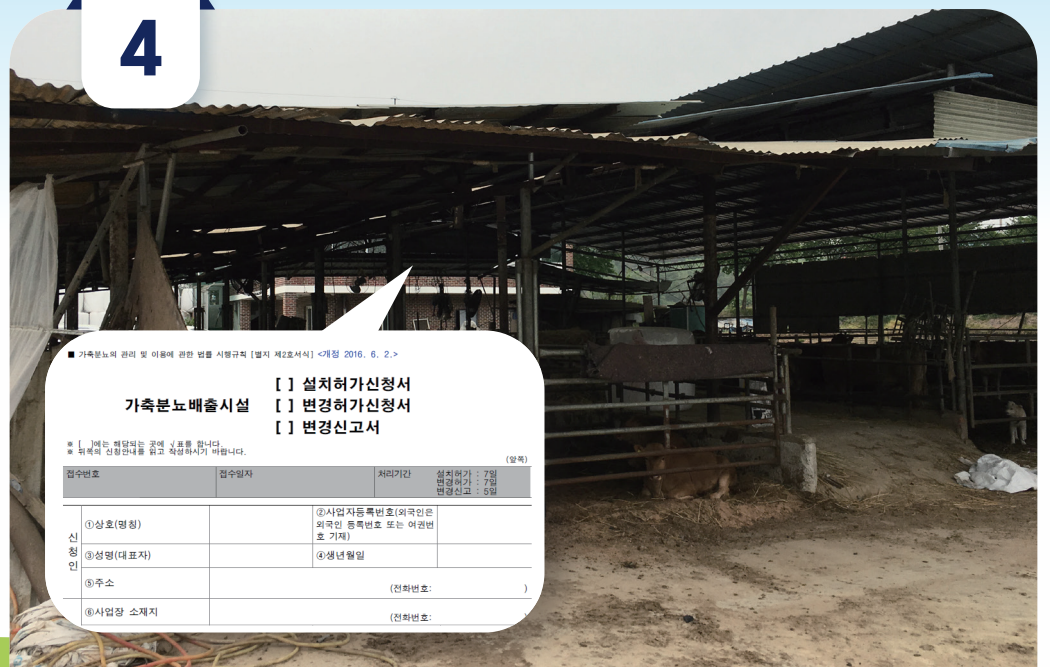 4
■ 가축분뇨의 관리 및 이용에 관한 법률 시행규칙 [별지 제2호서식] <개정 2016. 6. 2.>
[ ] 설치허가신청서
가축분뇨배출시설 [ ] 변경허가신청서
[ ] 변경신고서
※ [ ]에는 해당되는 곳에 √표를 합니다.
※ 뒤쪽의 신청안내를 읽고 작성하시기 바랍니다.
(앞쪽)
접수번호 접수일자 처리기간 설치허가 : 7일
변경허가 : 7일
변경신고 : 5일
신청인
①상호(명칭) ②사업자등록번호(외국인은
외국인 등록번호 또는 여권번
호 기재)
③성명(대표자) ④생년월일
⑤주소 (전화번호: )
⑥사업장 소재지 (전화번호: )